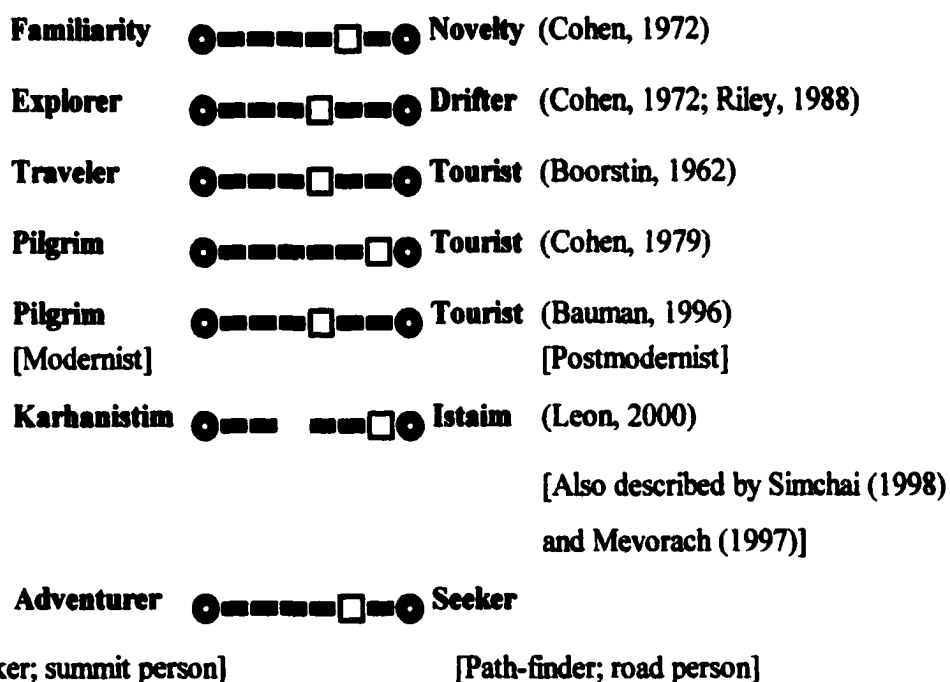 Familiarity Novelty (Cohen, 1972)
Explorer Drifter (Cohen, 1972; Riley, 1988)
Traveler Tourist (Boorstin, 1962)
Pilgrim Tourist (Cohen, 1979)
Pilgrim Tourist (Bauman, 1996)
[Modernist] [Postmodernist]
Karhanistim Istaim (Leon, 2000)
[Also described by Simchai (1998)
and Mevorach (1997)]
Adventurer Seeker
ker; summit person] [Path-finder; road person]